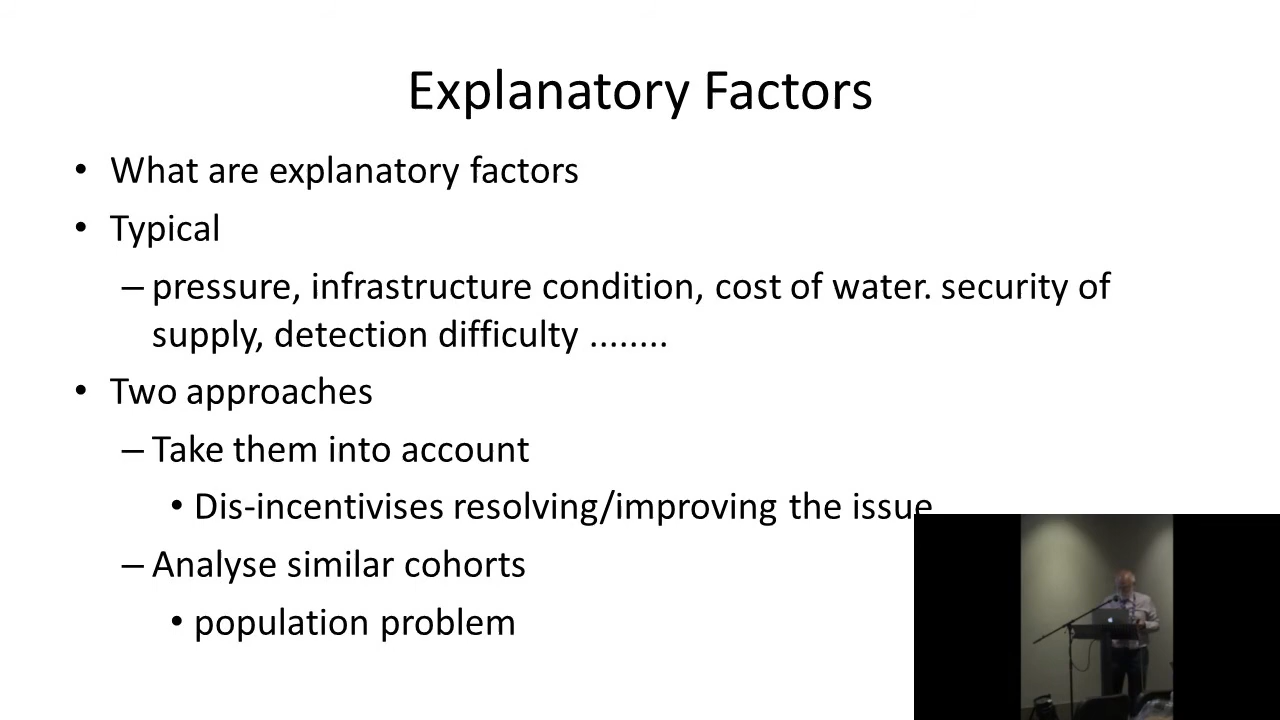 Explanatory Factors
• What are explanatory factors
• Typical
– pressure, infrastructure condition, cost of water. security of
supply, detection difficulty ........
• Two approaches
– Take them into account
• Dis-incentivises resolving/improving the issue
– Analyse similar cohorts
• population problem